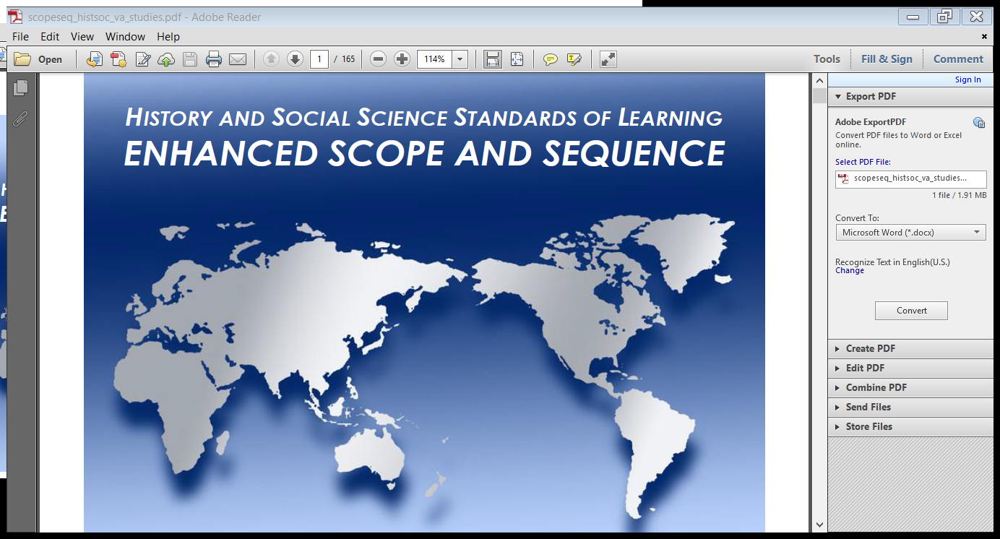 scopeseq_histsoc_va_studies.pdf - Adobe Reader
File Edit View Window Help
Open 1 / 165 114% Tools Fill & Sign Comment
Sign In
HISTORY AND SOCIAL SCIENCE STANDARDS OF LEARNING
ENHANCED SCOPE AND SEQUENCE
Export PDF
Adobe ExportPDF
Convert PDF files to Word or Excel
online.
Select PDF File:
scopeseq_histsoc_va_studies...
1 file / 1.91 MB
Convert To:
Microsoft Word (*.docx)
Recognize Text in English(U.S.)
Change
Convert
Create PDF
Edit PDF
Combine PDF
Send Files
Store Files